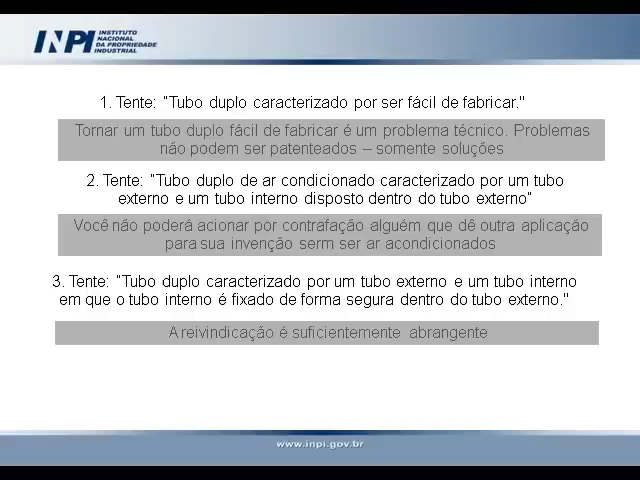 INPI
INSTITUTO
NACIONAL
DA PROPRIEDADE
INDUSTRIAL
1. Tente: "Tubo duplo caracterizado por ser fácil de fabricar."
Tornar um tubo duplo fácil de fabricar é um problema técnico. Problemas
não podem ser patenteados – somente soluções
2. Tente: "Tubo duplo de ar condicionado caracterizado por um tubo
externo e um tubo interno disposto dentro do tubo externo"
Você não poderá acionar por contrafação alguém que dê outra aplicação
para sua invenção serm ser ar acondicionados
3. Tente: "Tubo duplo caracterizado por um tubo externo e um tubo interno
em que o tubo interno é fixado de forma segura dentro do tubo externo."
A reivindicação é suficientemente abrangente
www.inpi.gov.br